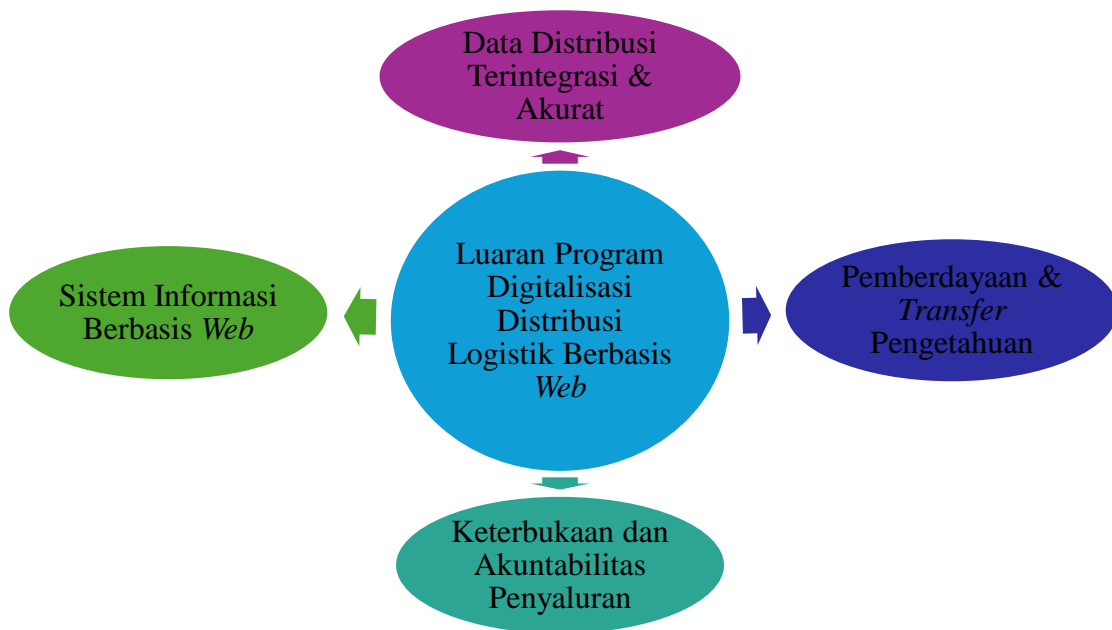 Data Distribusi
Terintegrasi &
Akurat
Luaran Program
Digitalisasi
Distribusi
Logistik Berbasis
Web
Sistem Informasi
Berbasis Web
Pemberdayaan &
Transfer
Pengetahuan
Keterbukaan dan
Akuntabilitas
Penyaluran